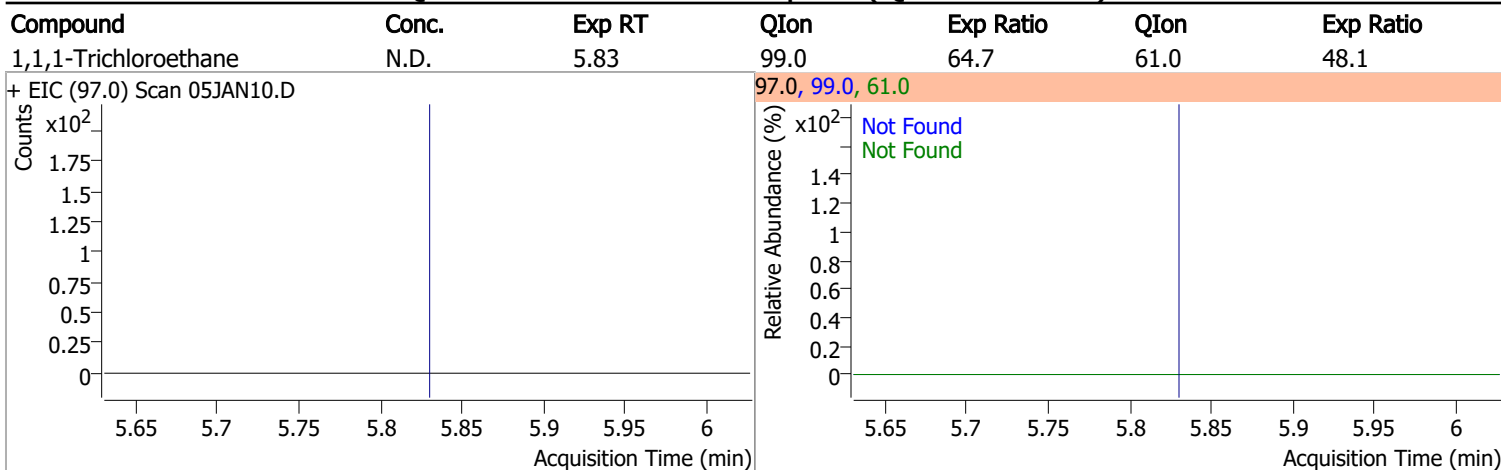 Compound Conc. Exp RT QIon Exp Ratio QIon Exp Ratio
1,1,1-Trichloroethane N.D. 5.83 99.0 64.7 61.0 48.1
+ EIC (97.0) Scan 05JAN10.D
Counts
x10²
1.75
1.5
1.25
1
0.75
0.5
0.25
0
5.65 5.7 5.75 5.8 5.85 5.9 5.95 6
Acquisition Time (min)
97.0, 99.0, 61.0
Relative Abundance (%)
x10²
Not Found
Not Found
1.4
1.2
1
0.8
0.6
0.4
0.2
0
5.65 5.7 5.75 5.8 5.85 5.9 5.95 6
Acquisition Time (min)